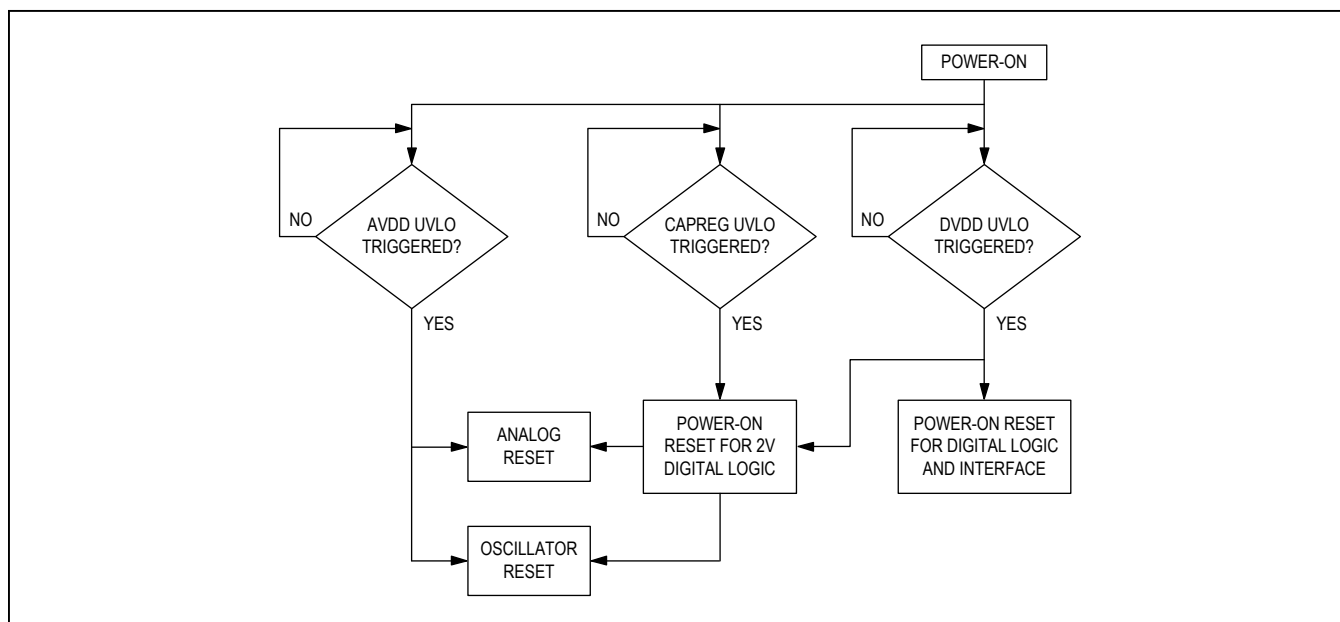 POWER-ON
NO
AVDD UVLO
TRIGGERED?
YES
NO
CAPREG UVLO
TRIGGERED?
YES
NO
DVDD UVLO
TRIGGERED?
YES
ANALOG
RESET
POWER-ON
RESET FOR 2V
DIGITAL LOGIC
POWER-ON RESET
FOR DIGITAL LOGIC
AND INTERFACE
OSCILLATOR
RESET